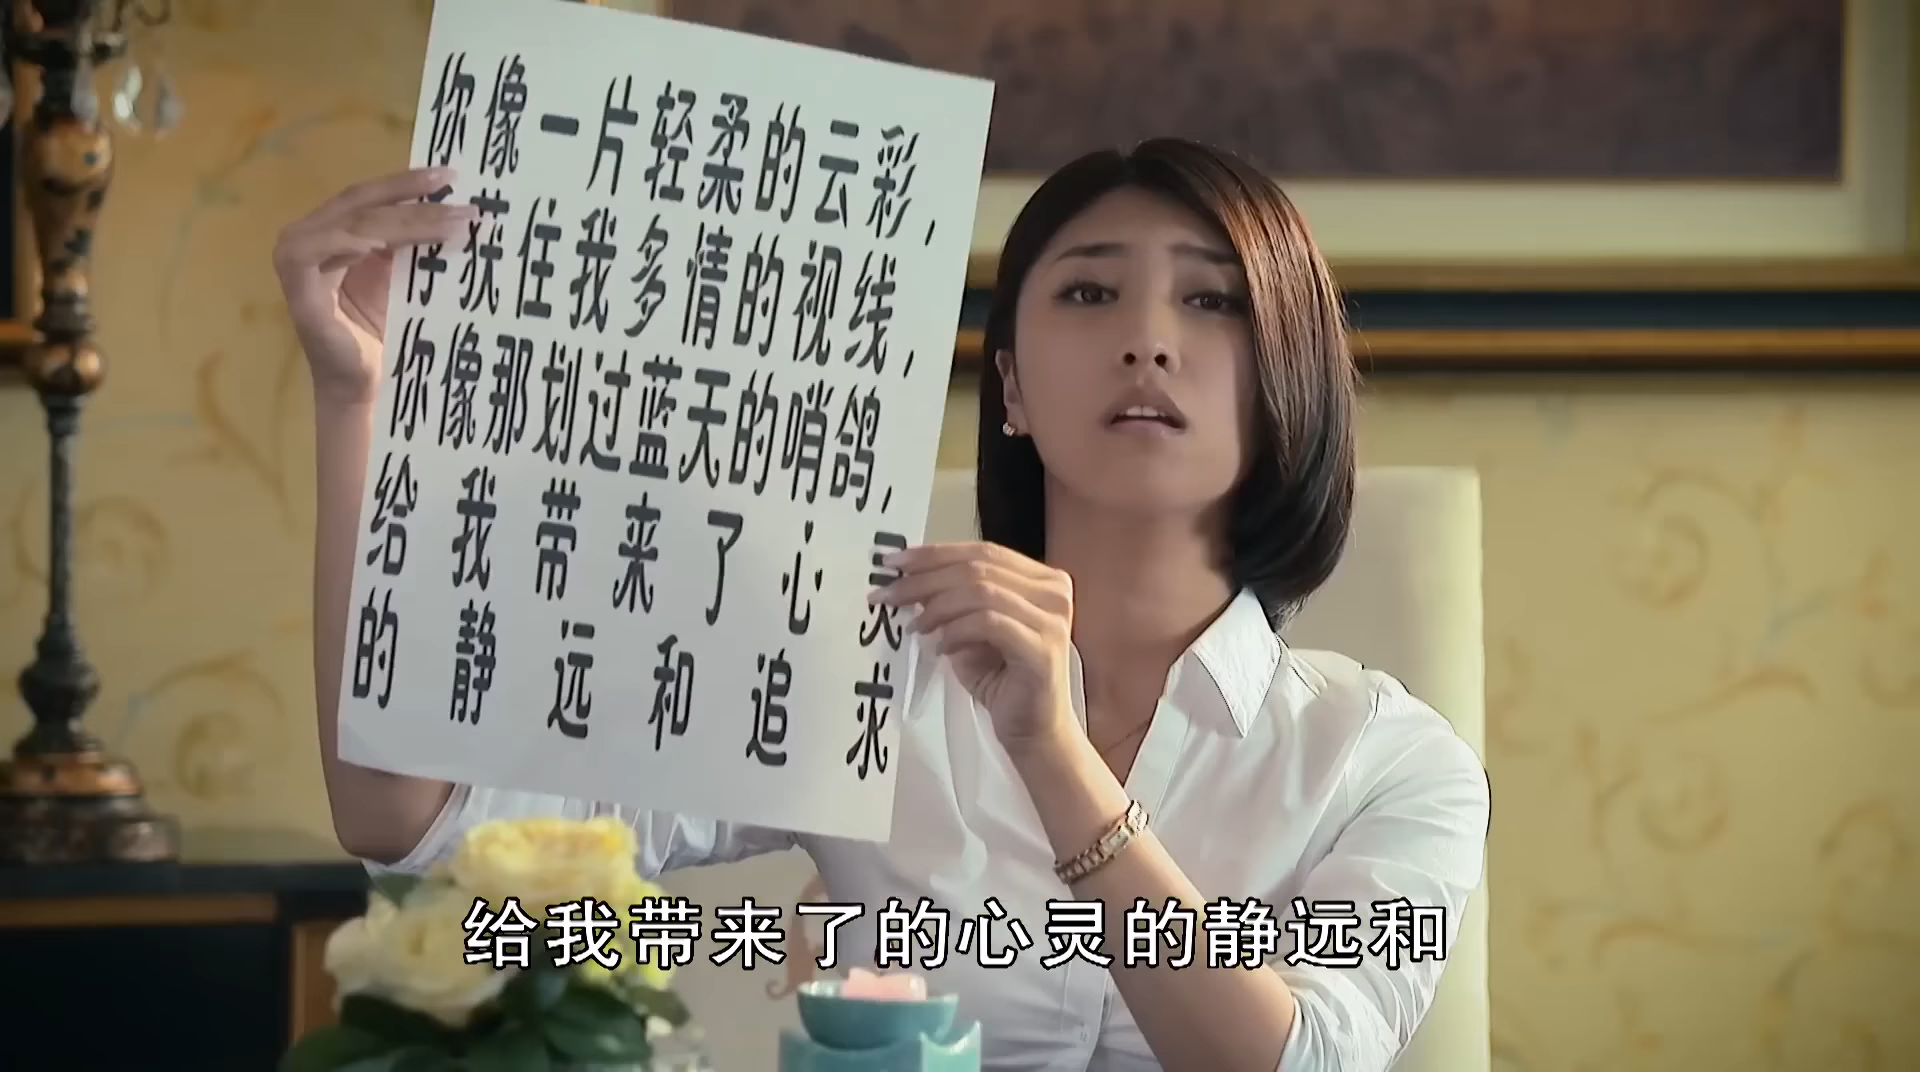 你像一片轻柔的云彩,
俘获住我多情的视线,
你像那划过蓝天的哨鸽,
给我带来了心灵
的静远和追求
给我带来了的心灵的静远和